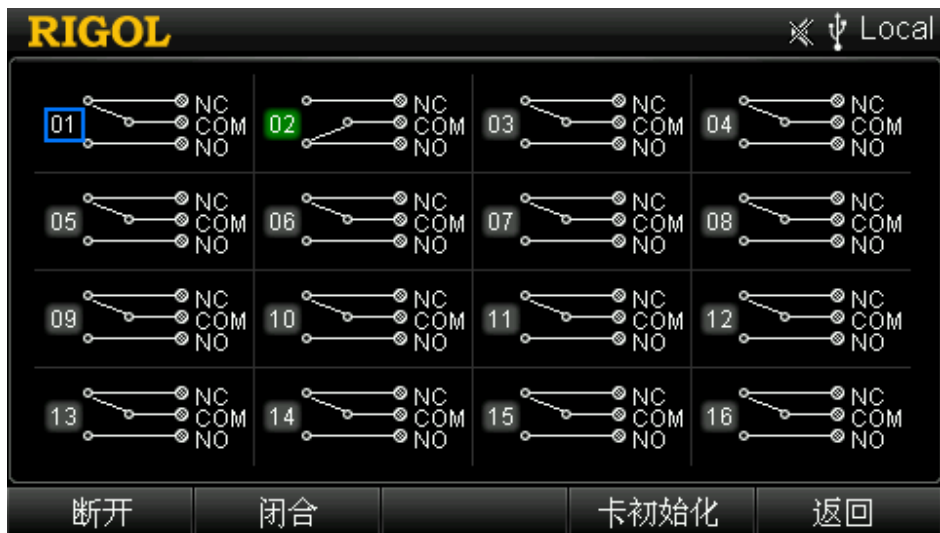 RIGOL Local
01 NC COM NO 02 NC COM NO 03 NC COM NO 04 NC COM NO
05 NC COM NO 06 NC COM NO 07 NC COM NO 08 NC COM NO
09 NC COM NO 10 NC COM NO 11 NC COM NO 12 NC COM NO
13 NC COM NO 14 NC COM NO 15 NC COM NO 16 NC COM NO
断开 闭合 卡初始化 返回